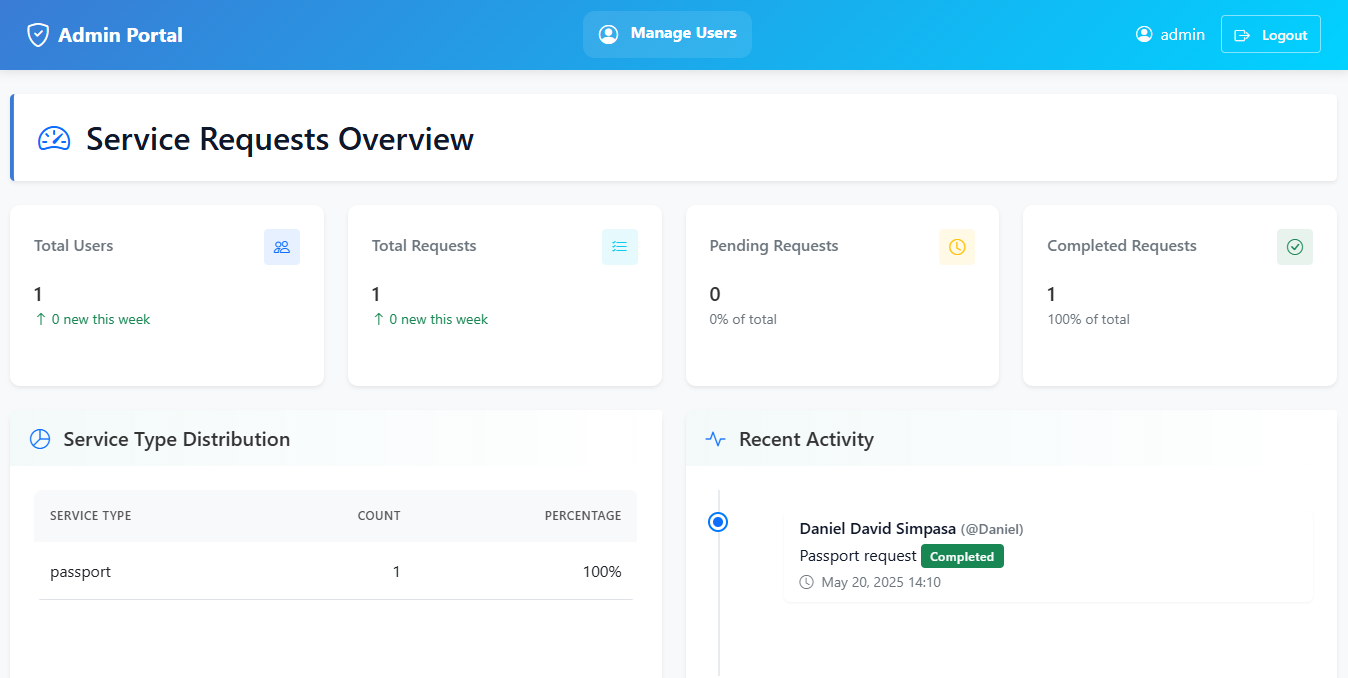 Admin Portal
Manage Users
admin
Logout
Service Requests Overview
Total Users
1
↑ 0 new this week
Total Requests
1
↑ 0 new this week
Pending Requests
0
0% of total
Completed Requests
1
100% of total
Service Type Distribution
SERVICE TYPE COUNT PERCENTAGE
passport 1 100%
Recent Activity
Daniel David Simpasa (@Daniel)
Passport request Completed
May 20, 2025 14:10